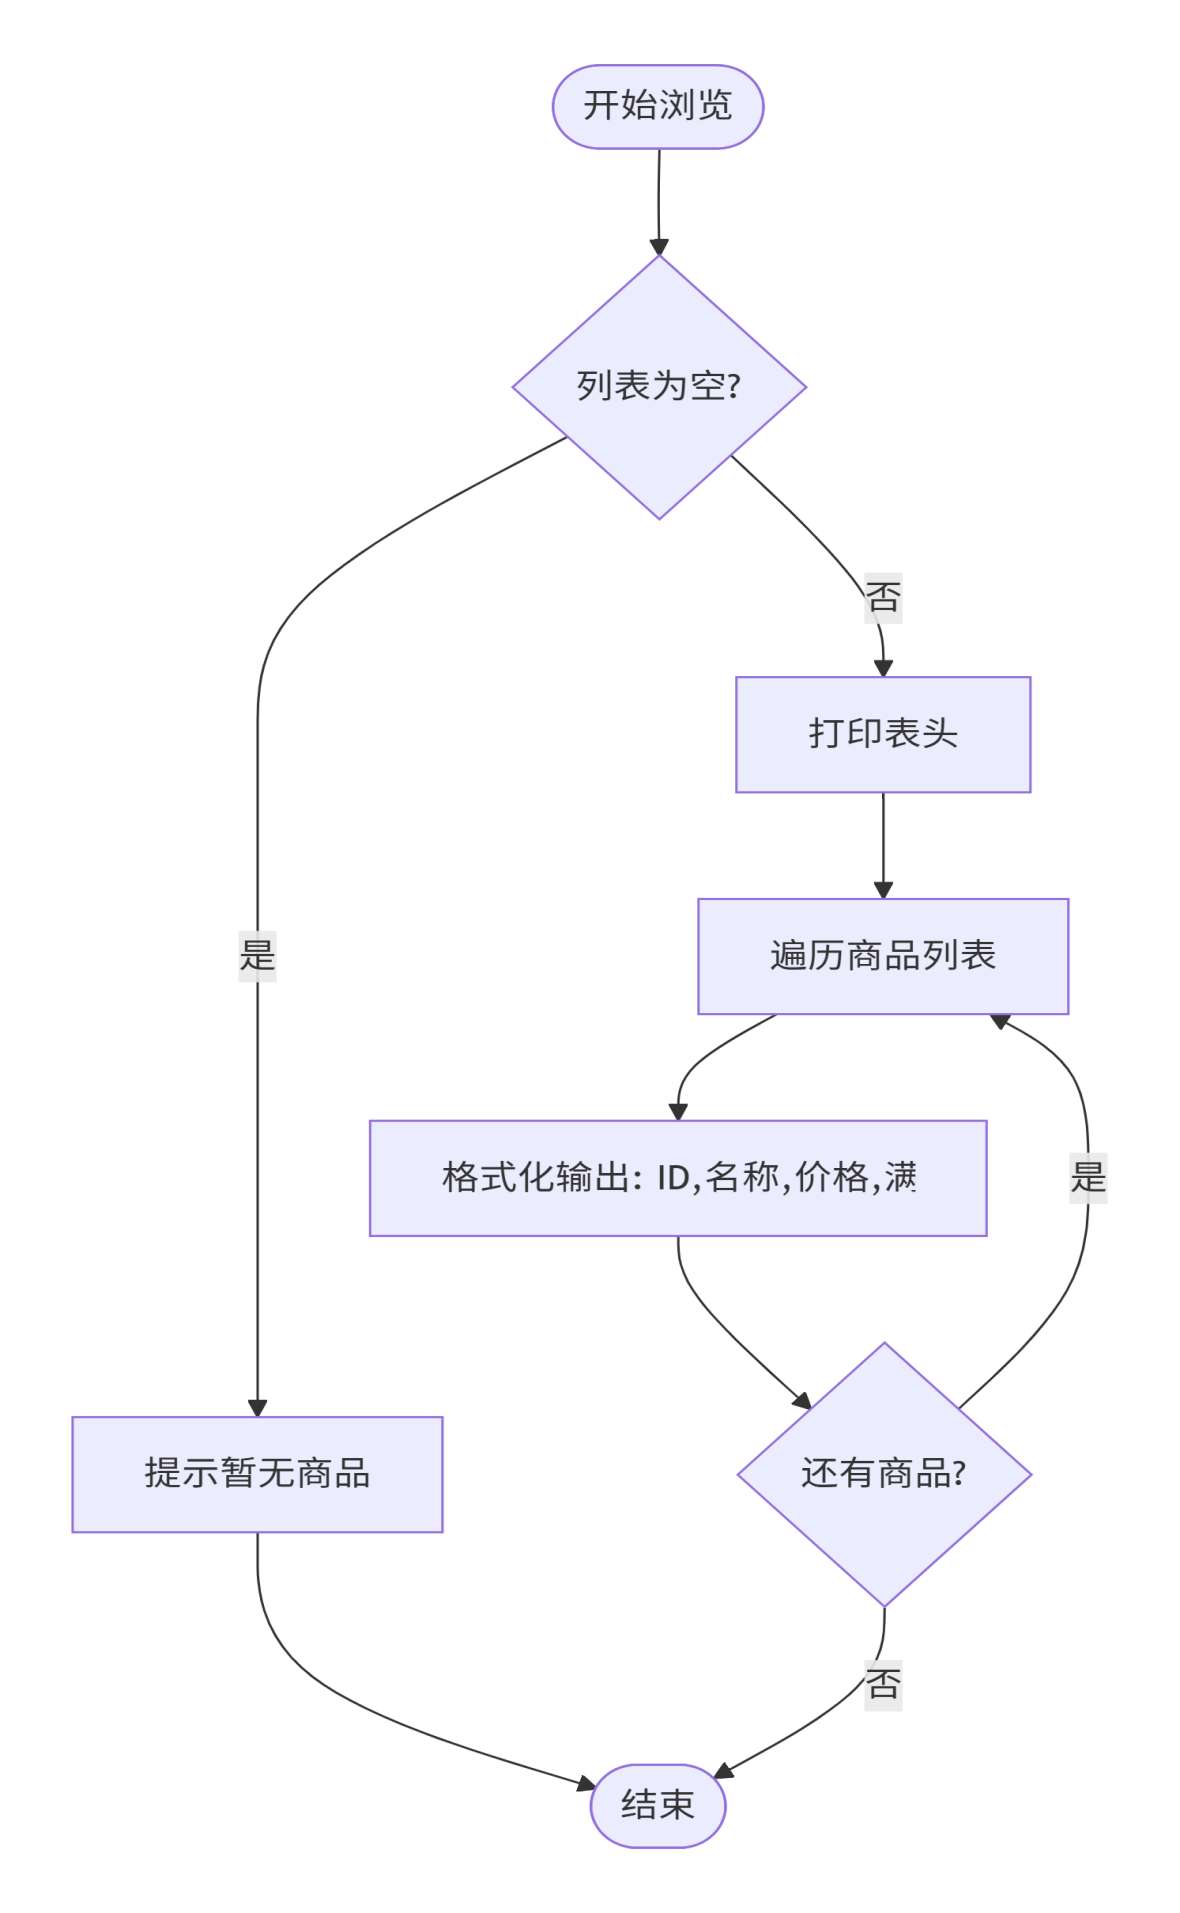 开始浏览
列表为空?
否
打印表头
是
遍历商品列表
格式化输出: ID,名称,价格,满
是
提示暂无商品
还有商品?
否
结束